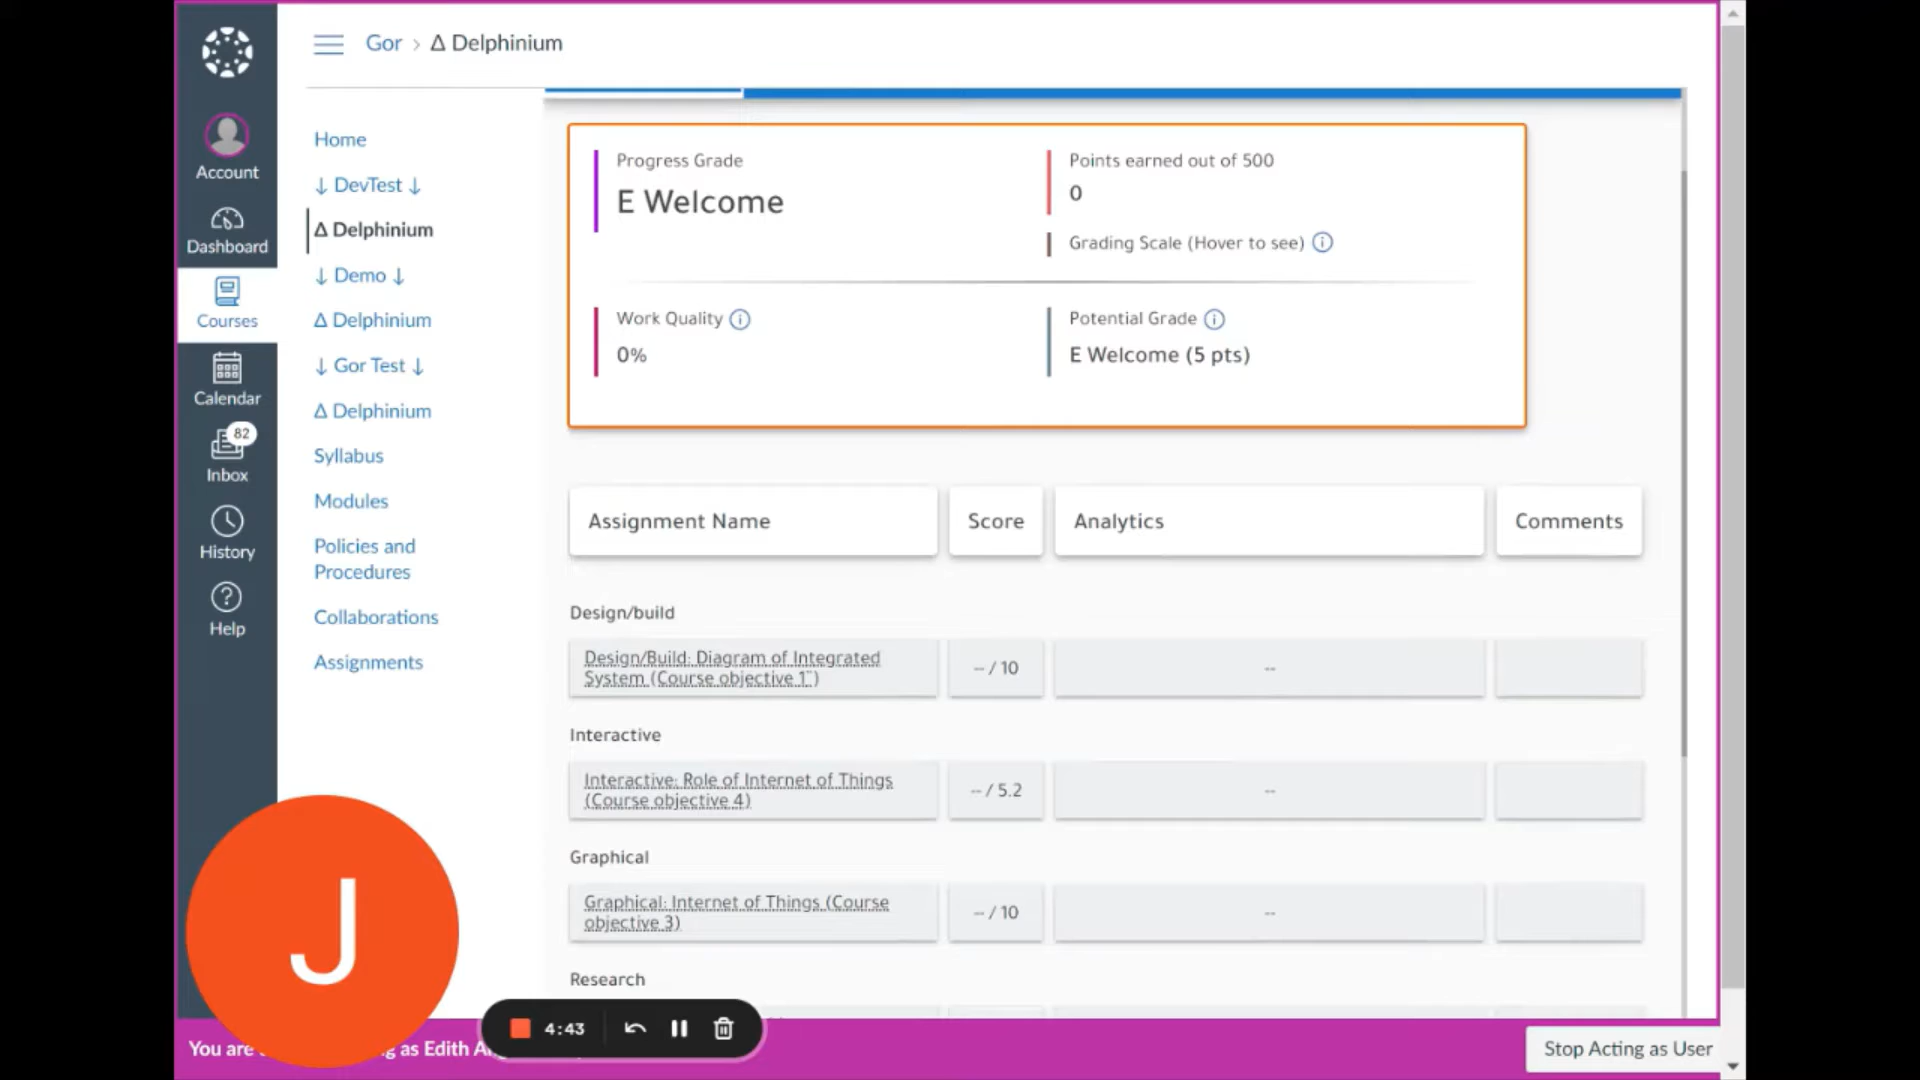 Gor > Δ Delphinium
Account
Dashboard
Courses
Calendar
82
Inbox
History
Help
Home
↓ DevTest ↓
Δ Delphinium
↓ Demo ↓
Δ Delphinium
↓ Gor Test ↓
Δ Delphinium
Syllabus
Modules
Policies and
Procedures
Collaborations
Assignments
Progress Grade
E Welcome
Points earned out of 500
0
Grading Scale (Hover to see)
Work Quality
0%
Potential Grade
E Welcome (5 pts)
Assignment Name Score Analytics Comments
Design/build
Design/Build: Diagram of Integrated
System (Course objective 1¨)
-- / 10 --
Interactive
Interactive: Role of Internet of Things
(Course objective 4)
-- / 5.2 --
Graphical
Graphical: Internet of Things (Course
objective 3)
-- / 10 --
Research
J
4:43
You are as Edith
Stop Acting as User